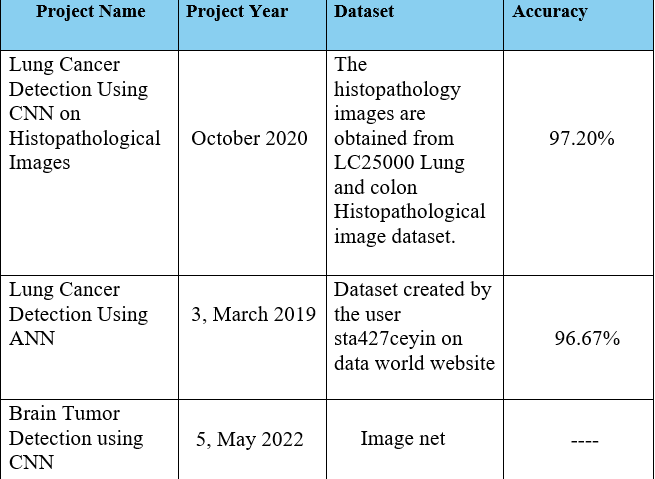 Project Name Project Year Dataset Accuracy
Lung Cancer
Detection Using
CNN on
Histopathological
Images
October 2020
The
histopathology
images are
obtained from
LC25000 Lung
and colon
Histopathological
image dataset.
97.20%
Lung Cancer
Detection Using
ANN
3, March 2019
Dataset created by
the user
sta427ceyin on
data world website
96.67%
Brain Tumor
Detection using
CNN
5, May 2022
Image net
----